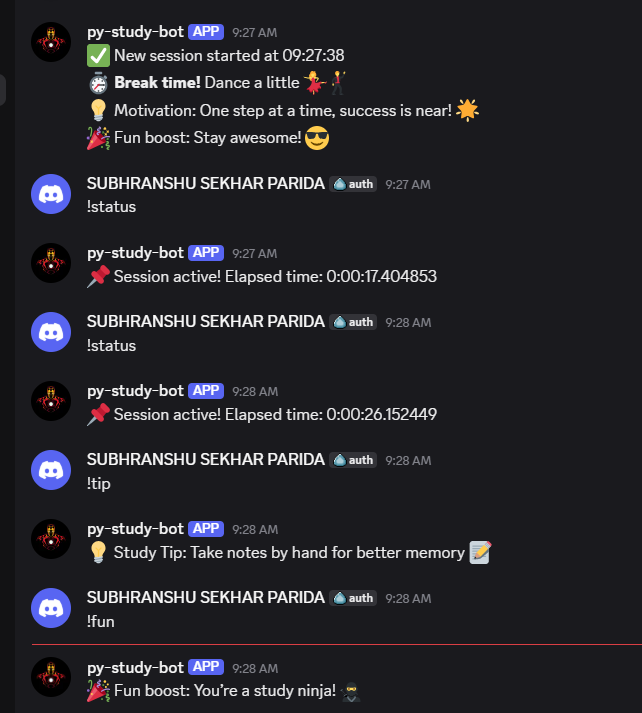 py-study-bot APP 9:27 AM
✅ New session started at 09:27:38
⏱️ Break time! Dance a little 💃🕺
💡 Motivation: One step at a time, success is near! 🌟
🎉 Fun boost: Stay awesome! 😎
SUBHRANSHU SEKHAR PARIDA auth 9:27 AM
!status
py-study-bot APP 9:27 AM
📌 Session active! Elapsed time: 0:00:17.404853
SUBHRANSHU SEKHAR PARIDA auth 9:28 AM
!status
py-study-bot APP 9:28 AM
📌 Session active! Elapsed time: 0:00:26.152449
SUBHRANSHU SEKHAR PARIDA auth 9:28 AM
!tip
py-study-bot APP 9:28 AM
💡 Study Tip: Take notes by hand for better memory 📝
SUBHRANSHU SEKHAR PARIDA auth 9:28 AM
!fun
py-study-bot APP 9:28 AM
🎉 Fun boost: You’re a study ninja! 🥷